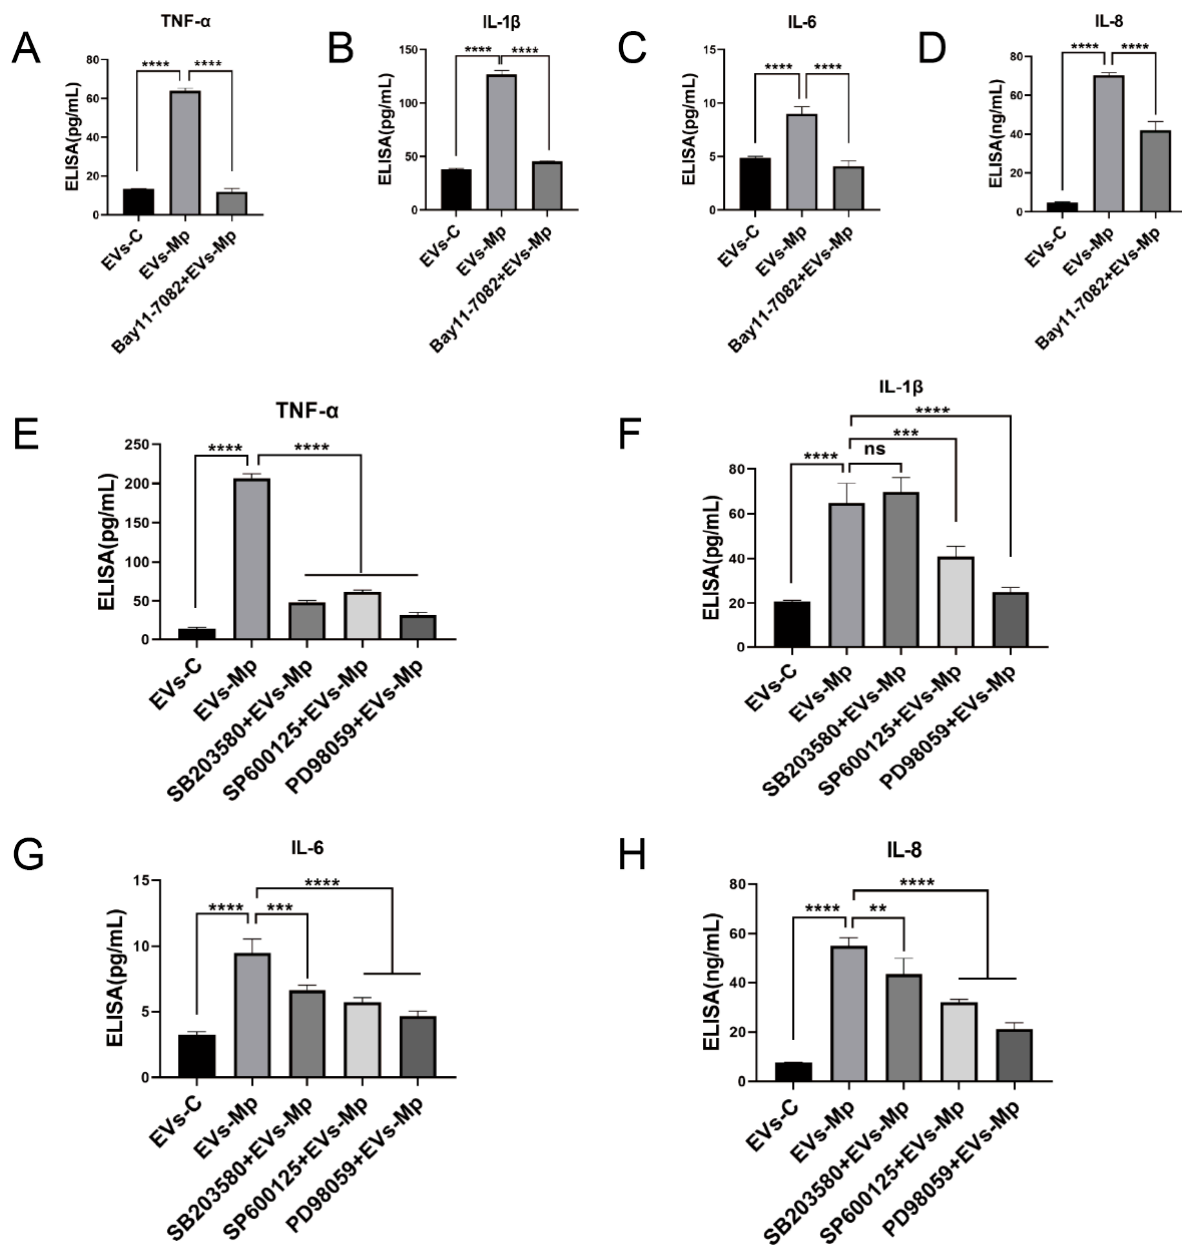 A
TNF-α
ELISA(pg/mL)
80
60
40
20
0
**** ****
EVs-C
EVs-Mp
Bay11-7082+EVs-Mp
B
IL-1β
ELISA(pg/mL)
150
100
50
0
**** ****
EVs-C
EVs-Mp
Bay11-7082+EVs-Mp
C
IL-6
ELISA(pg/mL)
15
10
5
0
**** ****
EVs-C
EVs-Mp
Bay11-7082+EVs-Mp
D
IL-8
ELISA(ng/mL)
80
60
40
20
0
**** ****
EVs-C
EVs-Mp
Bay11-7082+EVs-Mp
E
TNF-α
ELISA(pg/mL)
250
200
150
100
50
0
**** ****
EVs-C
EVs-Mp
SB203580+EVs-Mp
SP600125+EVs-Mp
PD98059+EVs-Mp
F
IL-1β
ELISA(pg/mL)
80
60
40
20
0
****
***
**** ns
EVs-C
EVs-Mp
SB203580+EVs-Mp
SP600125+EVs-Mp
PD98059+EVs-Mp
G
IL-6
ELISA(pg/mL)
15
10
5
0
****
**** ***
EVs-C
EVs-Mp
SB203580+EVs-Mp
SP600125+EVs-Mp
PD98059+EVs-Mp
H
IL-8
ELISA(ng/mL)
80
60
40
20
0
****
**** **
EVs-C
EVs-Mp
SB203580+EVs-Mp
SP600125+EVs-Mp
PD98059+EVs-Mp